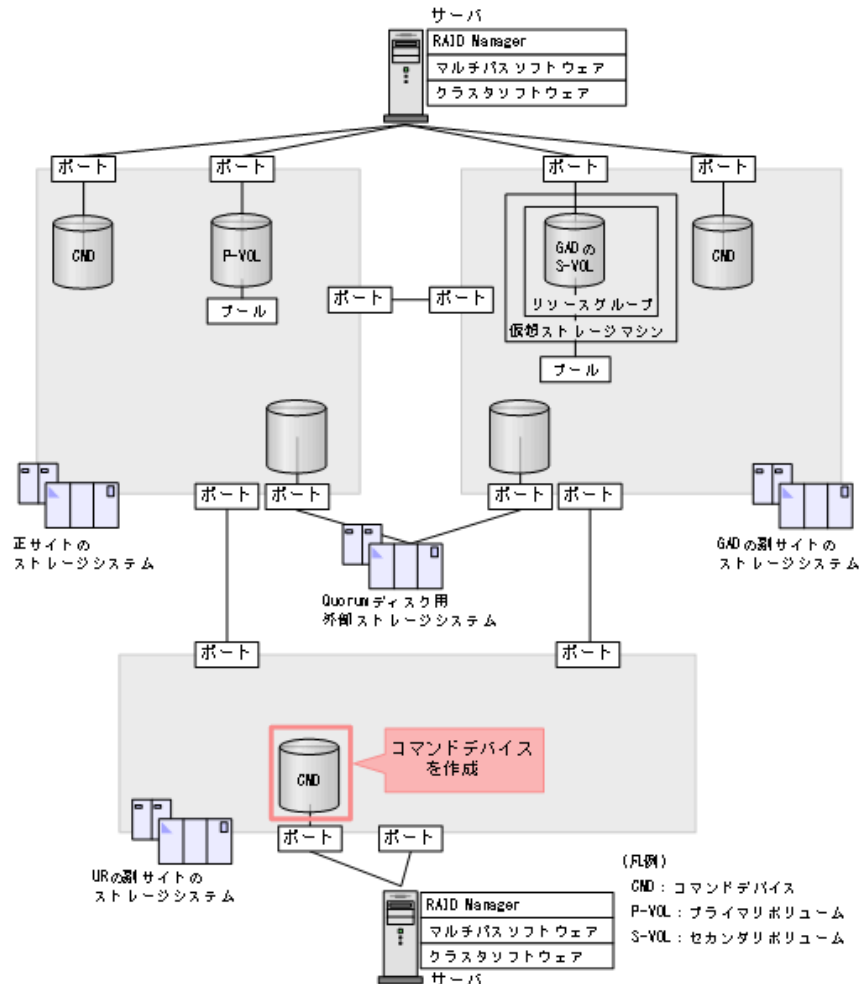 サーバ
RAID Manager
マルチパスソフトウェア
クラスタソフトウェア
ポート
ポート
ポート
ポート
CMD
P-VOL
GADの
S-VOL
CMD
リソースグループ
プール
ポート
ポート
仮想ストレージマシン
プール
ポート
ポート
ポート
ポート
正サイトの
ストレージシステム
GADの副サイトの
ストレージシステム
Quorumディスク用
外部ストレージシステム
ポート
ポート
コマンドデバイス
を作成
CMD
ポート
ポート
URの副サイトの
ストレージシステム
RAID Manager
マルチパスソフトウェア
クラスタソフトウェア
サーバ
(凡例)
CMD：コマンドデバイス
P-VOL：プライマリボリューム
S-VOL：セカンダリボリューム